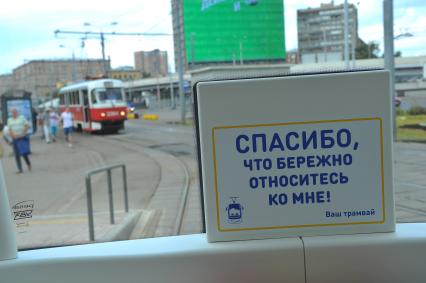 СПАСИБО,
ЧТО БЕРЕЖНО
ОТНОСИТЕСЬ
КО МНЕ!
Ваш трамвай